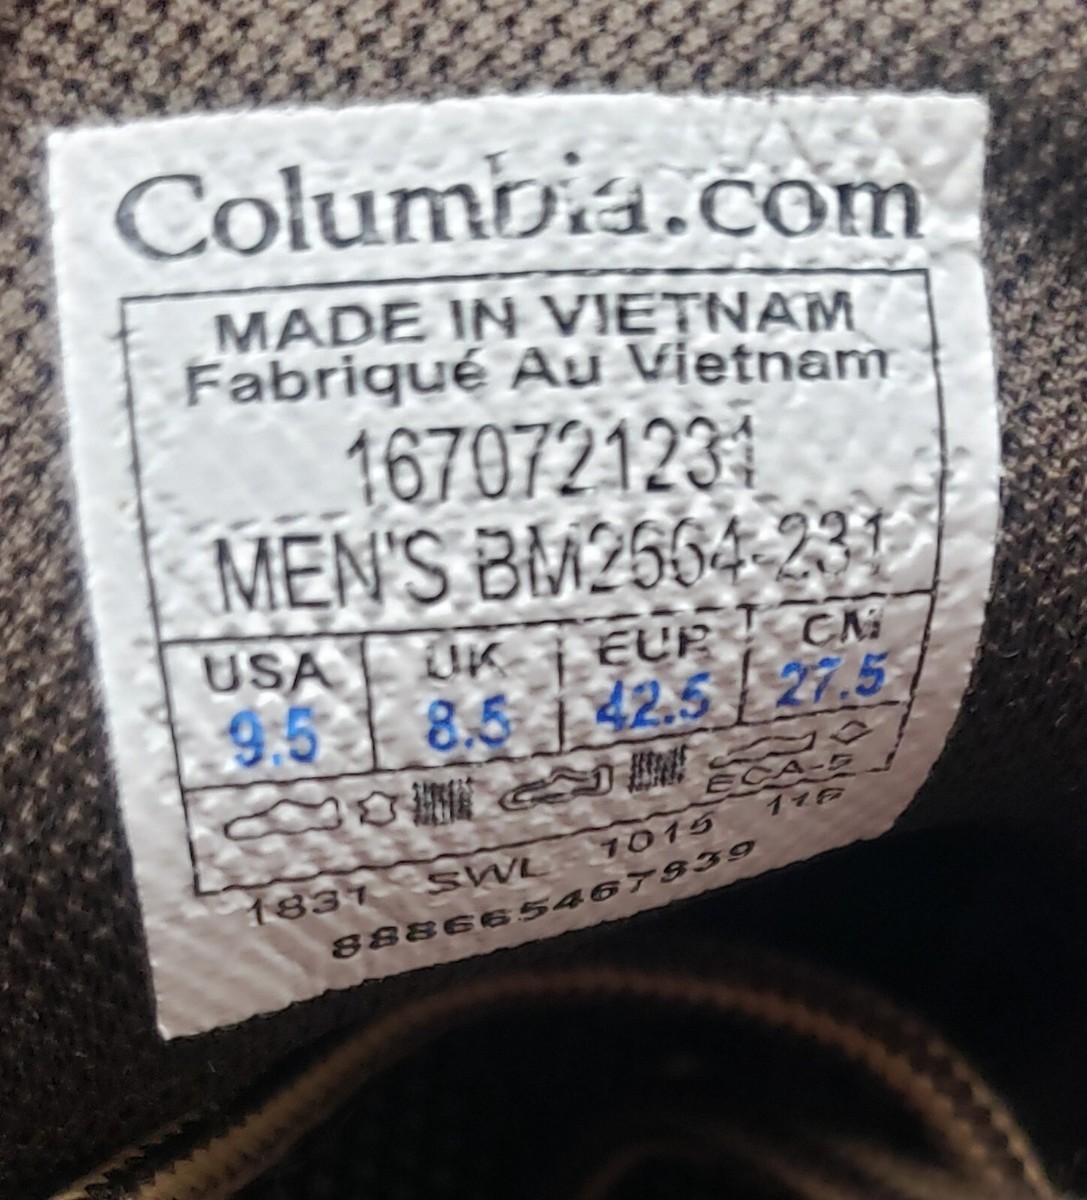 Columbia.com
MADE IN VIETNAM
Fabriqué Au Vietnam
1670721231
MEN'S BM2664-231
USA UK EUR CM
9.5 8.5 42.5 27.5
ECA-5
1831 SWL 1015 116
888665467939